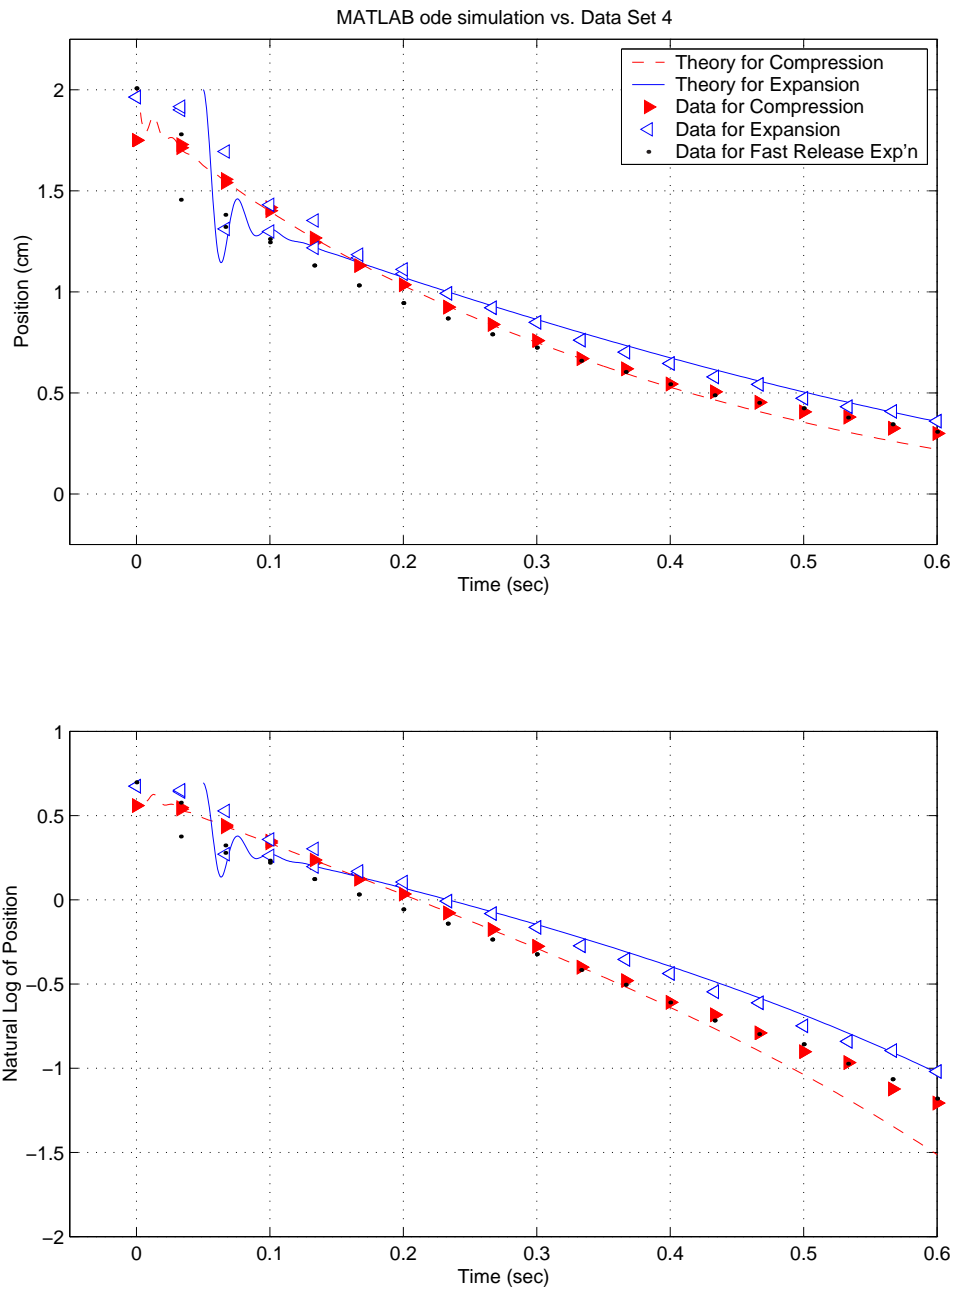 MATLAB ode simulation vs. Data Set 4
Theory for Compression
Theory for Expansion
Data for Compression
Data for Expansion
Data for Fast Release Exp'n
2
1.5
1
0.5
0
Position (cm)
0 0.1 0.2 0.3 0.4 0.5 0.6
Time (sec)
1
0.5
0
−0.5
−1
−1.5
−2
Natural Log of Position
0 0.1 0.2 0.3 0.4 0.5 0.6
Time (sec)